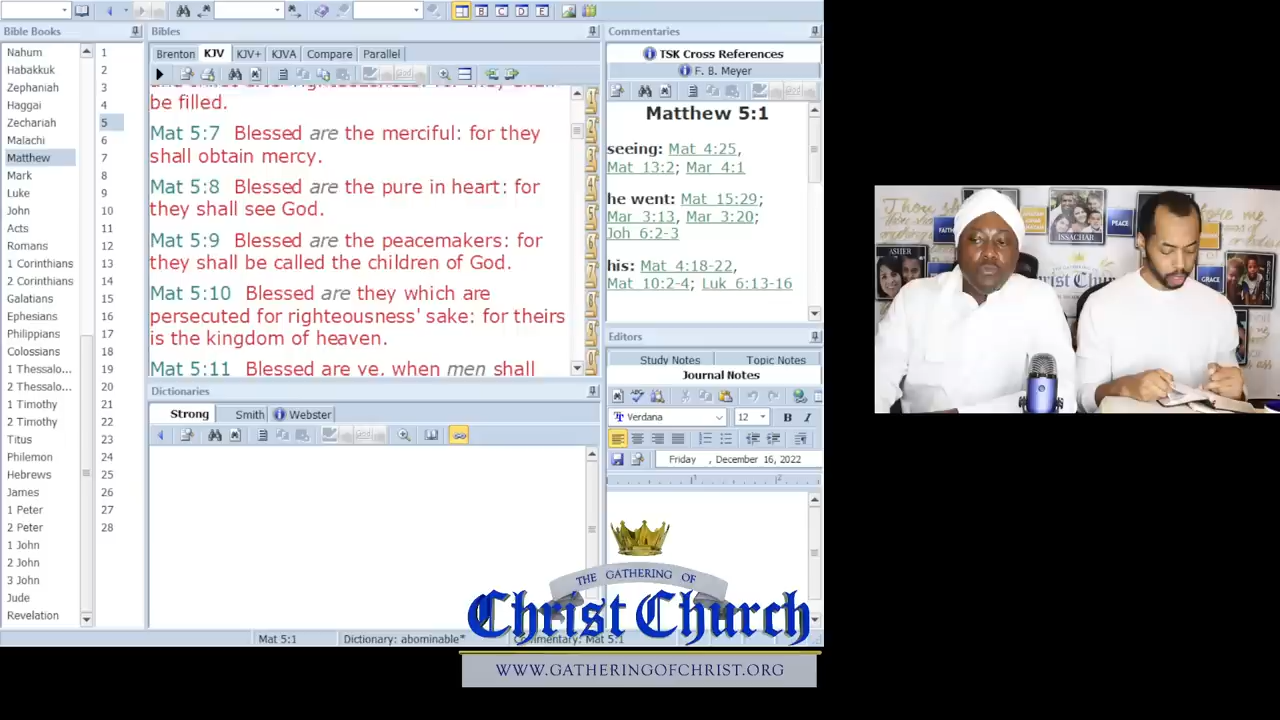 Bible Books
Nahum
Habakkuk
Zephaniah
Haggai
Zechariah
Malachi
Matthew
Mark
Luke
John
Acts
Romans
1 Corinthians
2 Corinthians
Galatians
Ephesians
Philippians
Colossians
1 Thessalo...
2 Thessalo...
1 Timothy
2 Timothy
Titus
Philemon
Hebrews
James
1 Peter
2 Peter
1 John
2 John
3 John
Jude
Revelation
1
2
3
4
5
6
7
8
9
10
11
12
13
14
15
16
17
18
19
20
21
22
23
24
25
26
27
28
B C D E
Bibles
Brenton KJV KJV+ KJVA Compare Parallel
be filled.
Mat 5:7 Blessed are the merciful: for they
shall obtain mercy.
Mat 5:8 Blessed are the pure in heart: for
they shall see God.
Mat 5:9 Blessed are the peacemakers: for
they shall be called the children of God.
Mat 5:10 Blessed are they which are
persecuted for righteousness' sake: for theirs
is the kingdom of heaven.
Mat 5:11 Blessed are ye, when men shall
Dictionaries
Strong Smith Webster
Commentaries
TSK Cross References
F. B. Meyer
Matthew 5:1
seeing: Mat 4:25,
Mat 13:2; Mar 4:1
he went: Mat 15:29;
Mar 3:13, Mar 3:20;
Joh 6:2-3
his: Mat 4:18-22,
Mat 10:2-4; Luk 6:13-16
Editors
Study Notes Topic Notes
Journal Notes
Verdana 12 B I
Friday , December 16, 2022
THE GATHERING OF
Christ Church
WWW.GATHERINGOFCHRIST.ORG
Mat 5:1 Dictionary: abominable* Commentary: Mat 5:1
ASHER
FAITH
ISSACHAR
PEACE
GRACE